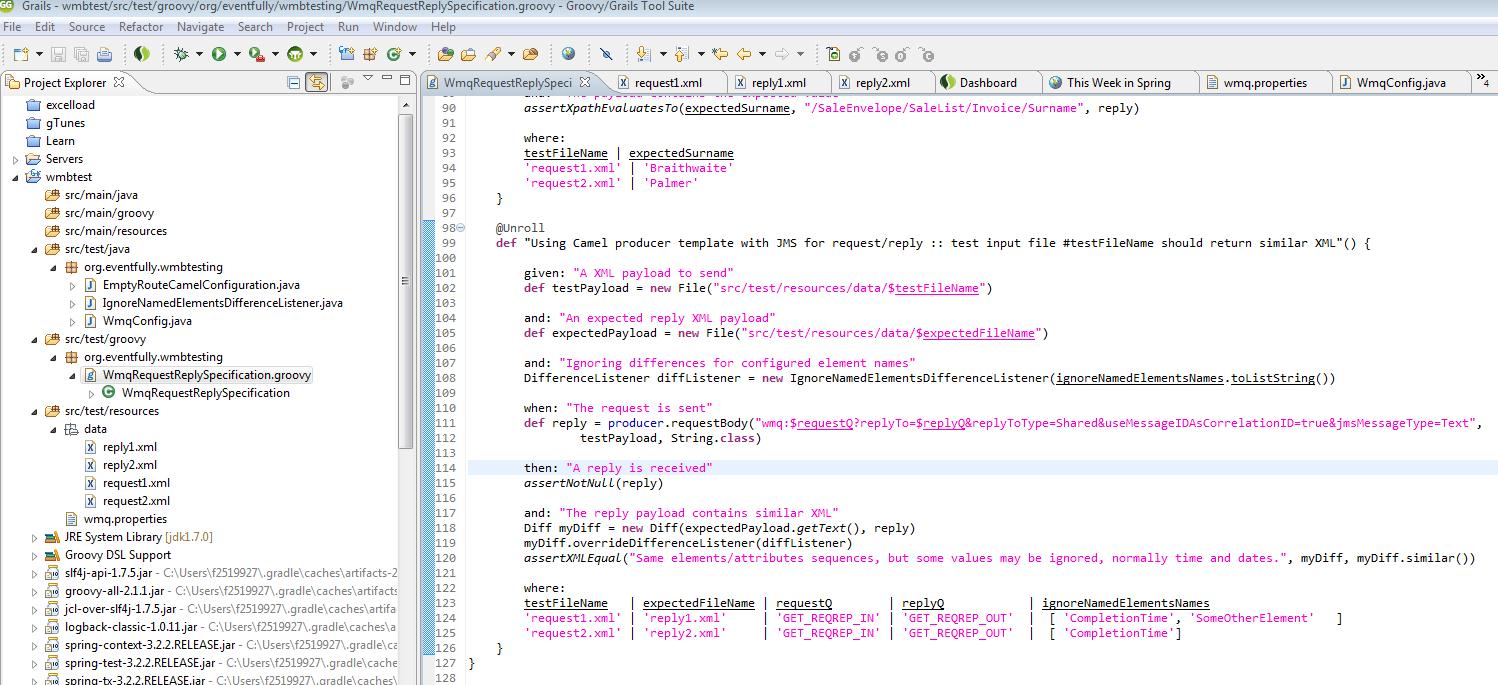 Grails - wmbtest/src/test/groovy/org/eventfully/wmbtesting/WmqRequestReplySpecification.groovy - Groovy/Grails Tool Suite
File Edit Source Refactor Navigate Search Project Run Window Help
Project Explorer
excelload
gTunes
Learn
Servers
wmbtest
src/main/java
src/main/groovy
src/main/resources
src/test/java
org.eventfully.wmbtesting
EmptyRouteCamelConfiguration.java
IgnoreNamedElementsDifferenceListener.java
WmqConfig.java
src/test/groovy
org.eventfully.wmbtesting
WmqRequestReplySpecification.groovy
WmqRequestReplySpecification
src/test/resources
data
reply1.xml
reply2.xml
request1.xml
request2.xml
wmq.properties
JRE System Library [jdk1.7.0]
Groovy DSL Support
slf4j-api-1.7.5.jar - C:\Users\f2519927\.gradle\caches\artifacts-2
groovy-all-2.1.1.jar - C:\Users\f2519927\.gradle\caches\artifacts
jcl-over-slf4j-1.7.5.jar - C:\Users\f2519927\.gradle\caches\artifa
logback-classic-1.0.11.jar - C:\Users\f2519927\.gradle\caches\a
spring-context-3.2.2.RELEASE.jar - C:\Users\f2519927\.gradle\c
spring-test-3.2.2.RELEASE.jar - C:\Users\f2519927\.gradle\cache
spring-tx-3.2.2.RELEASE.jar - C:\Users\f2519927\.gradle\caches
WmqRequestReplySpeci request1.xml reply1.xml reply2.xml Dashboard This Week in Spring wmq.properties WmqConfig.java »4
90 assertXpathEvaluatesTo(expectedSurname, "/SaleEnvelope/SaleList/Invoice/Surname", reply)
91
92 where:
93 testFileName | expectedSurname
94 'request1.xml' | 'Braithwaite'
95 'request2.xml' | 'Palmer'
96 }
97
98 @Unroll
99 def "Using Camel producer template with JMS for request/reply :: test input file #testFileName should return similar XML"() {
100
101 given: "A XML payload to send"
102 def testPayload = new File("src/test/resources/data/$testFileName")
103
104 and: "An expected reply XML payload"
105 def expectedPayload = new File("src/test/resources/data/$expectedFileName")
106
107 and: "Ignoring differences for configured element names"
108 DifferenceListener diffListener = new IgnoreNamedElementsDifferenceListener(ignoreNamedElementsNames.toListString())
109
110 when: "The request is sent"
111 def reply = producer.requestBody("wmq:$requestQ?replyTo=$replyQ&replyToType=Shared&useMessageIDAsCorrelationID=true&jmsMessageType=Text",
112 testPayload, String.class)
113
114 then: "A reply is received"
115 assertNotNull(reply)
116
117 and: "The reply payload contains similar XML"
118 Diff myDiff = new Diff(expectedPayload.getText(), reply)
119 myDiff.overrideDifferenceListener(diffListener)
120 assertXMLEqual("Same elements/attributes sequences, but some values may be ignored, normally time and dates.", myDiff, myDiff.similar())
121
122 where:
123 testFileName | expectedFileName | requestQ | replyQ | ignoreNamedElementsNames
124 'request1.xml' | 'reply1.xml' | 'GET_REQREP_IN' | 'GET_REQREP_OUT' | [ 'CompletionTime', 'SomeOtherElement' ]
125 'request2.xml' | 'reply2.xml' | 'GET_REQREP_IN' | 'GET_REQREP_OUT' | [ 'CompletionTime']
126 }
127 }
128